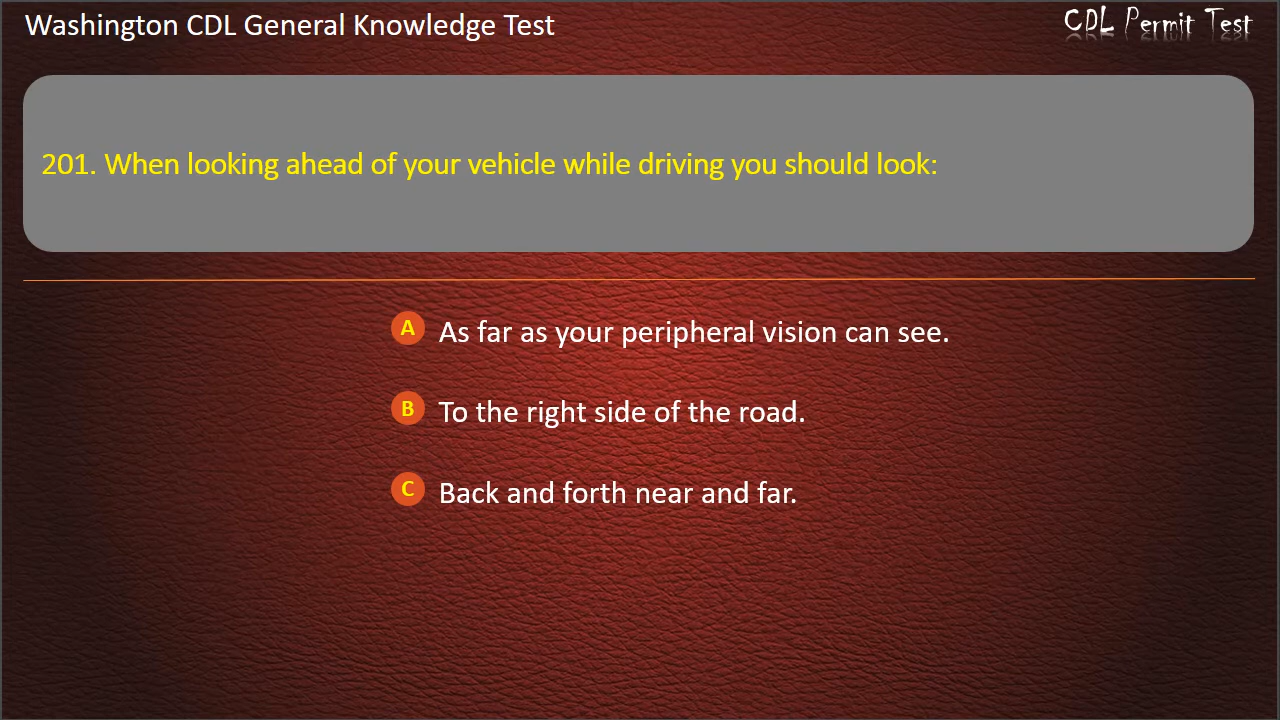 Washington CDL General Knowledge Test
CDL Permit Test
201. When looking ahead of your vehicle while driving you should look:
A As far as your peripheral vision can see.
B To the right side of the road.
C Back and forth near and far.